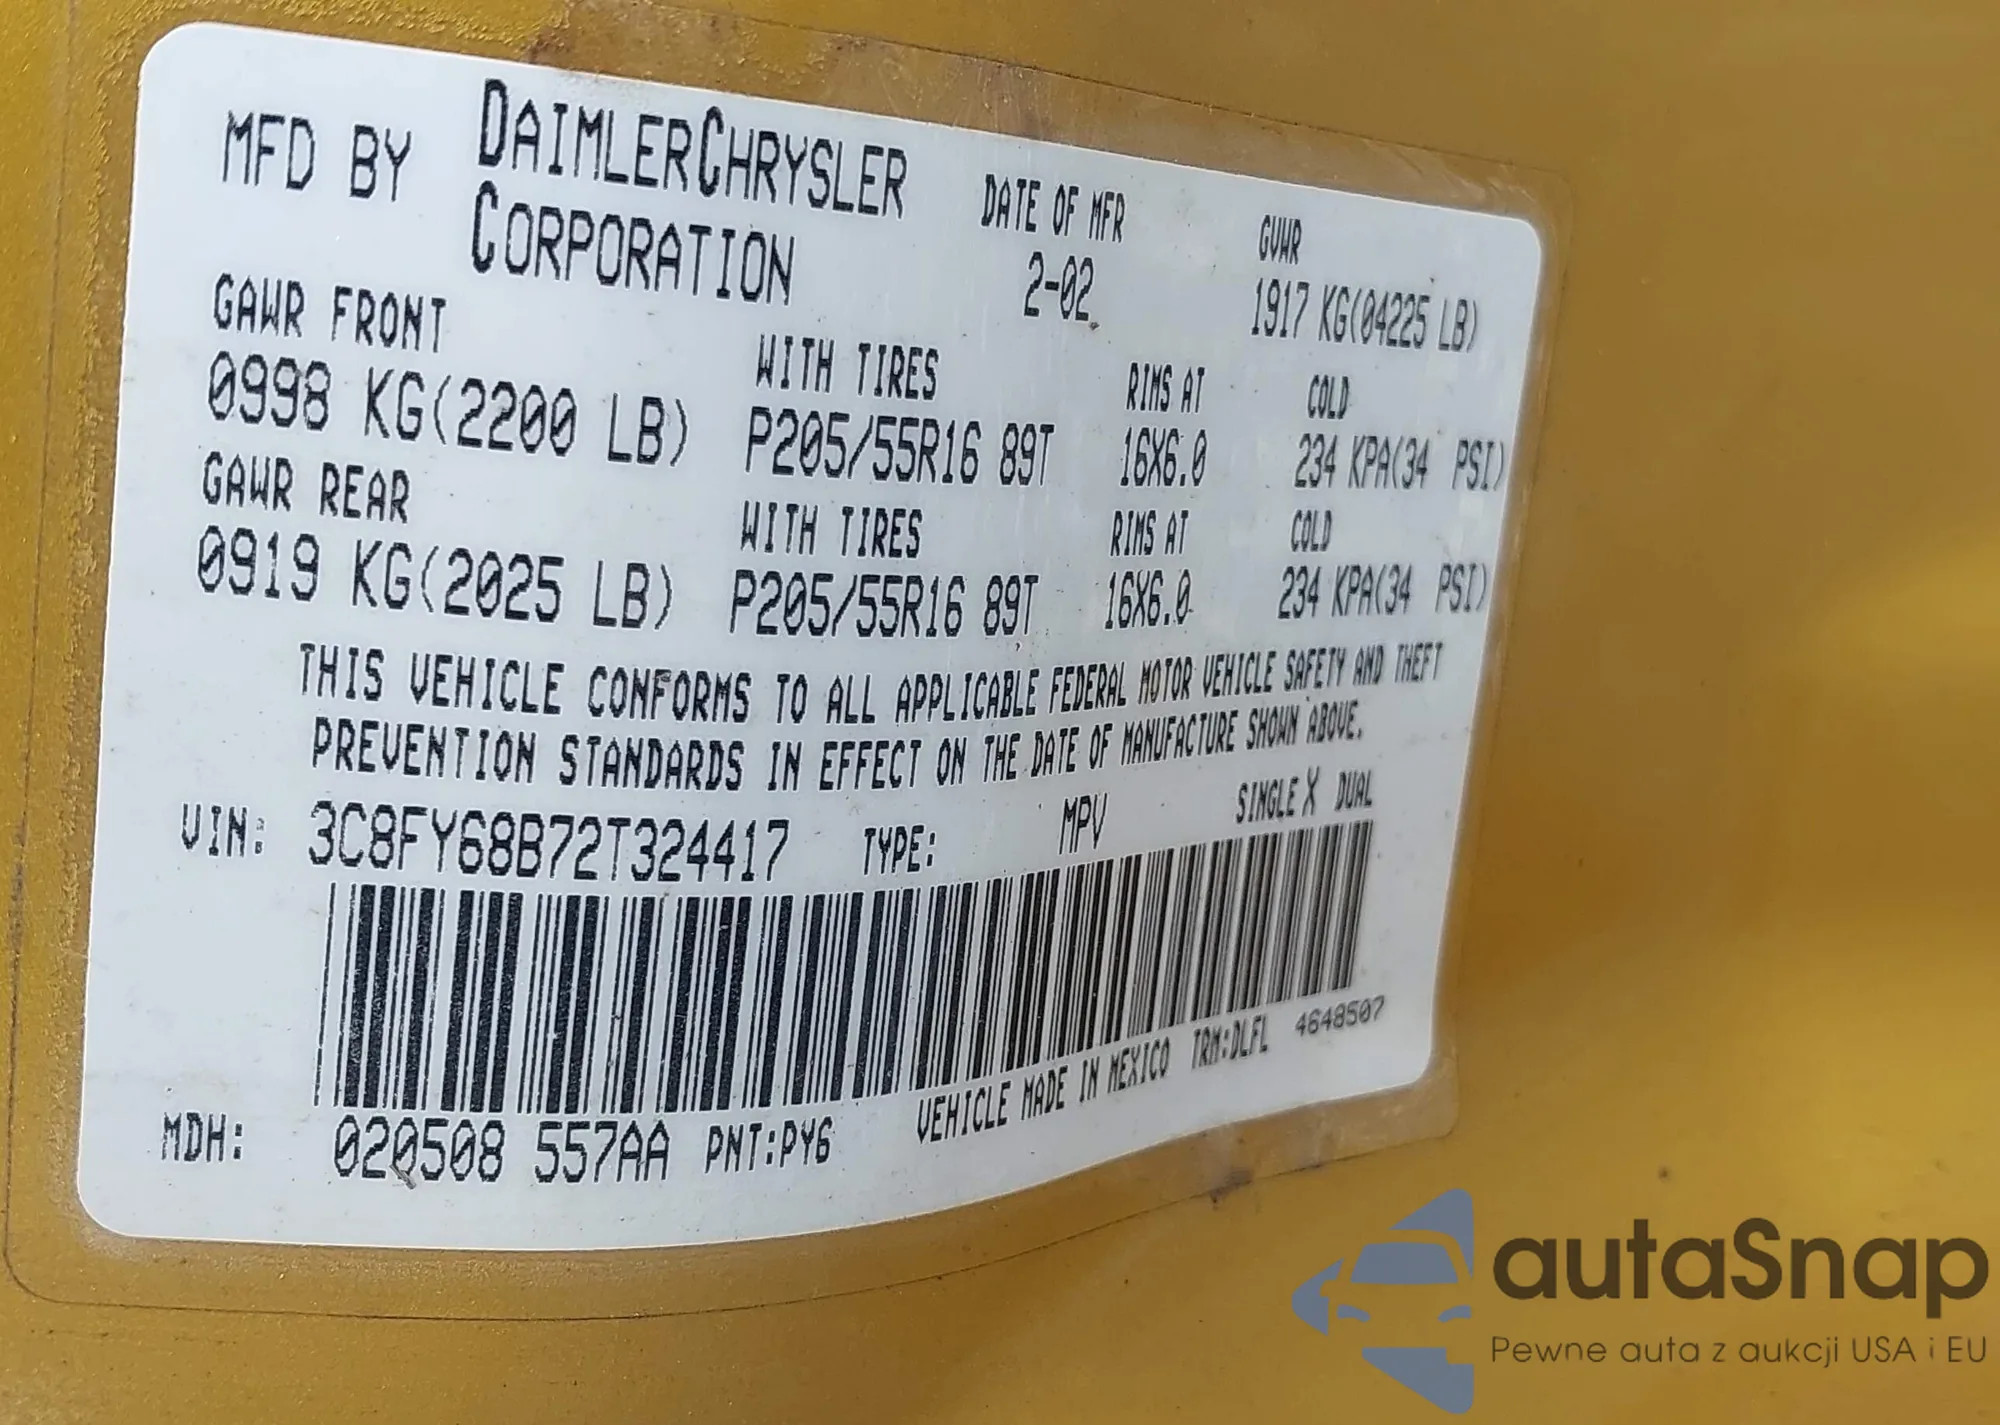 MFD BY DAIMLERCHRYSLER CORPORATION DATE OF MFR 2-02 GVWR 1917 KG(04225 LB)
GAWR FRONT WITH TIRES RIMS AT COLD
0998 KG(2200 LB) P205/55R16 89T 16X6.0 234 KPA(34 PSI)
GAWR REAR WITH TIRES RIMS AT COLD
0919 KG(2025 LB) P205/55R16 89T 16X6.0 234 KPA(34 PSI)
THIS VEHICLE CONFORMS TO ALL APPLICABLE FEDERAL MOTOR VEHICLE SAFETY AND THEFT
PREVENTION STANDARDS IN EFFECT ON THE DATE OF MANUFACTURE SHOWN ABOVE.
VIN: 3C8FY68B72T324417 TYPE: MPV SINGLE X DUAL
MDH: 020508 557AA PNT:PY6 VEHICLE MADE IN MEXICO TRM:DLFL 4648507
autaSnap
Pewne auta z aukcji USA i EU